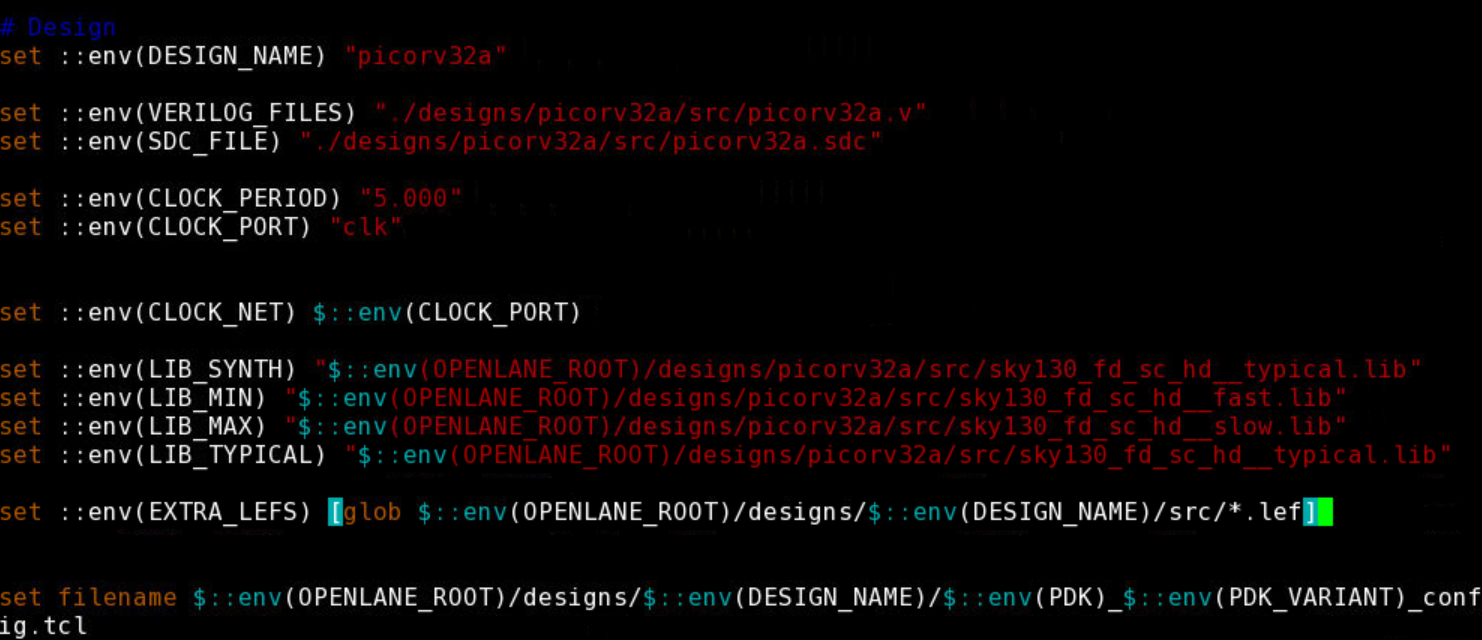 # Design
set ::env(DESIGN_NAME) "picorv32a"
set ::env(VERILOG_FILES) "./designs/picorv32a/src/picorv32a.v"
set ::env(SDC_FILE) "./designs/picorv32a/src/picorv32a.sdc"
set ::env(CLOCK_PERIOD) "5.000"
set ::env(CLOCK_PORT) "clk"
set ::env(CLOCK_NET) $::env(CLOCK_PORT)
set ::env(LIB_SYNTH) "$::env(OPENLANE_ROOT)/designs/picorv32a/src/sky130_fd_sc_hd__typical.lib"
set ::env(LIB_MIN) "$::env(OPENLANE_ROOT)/designs/picorv32a/src/sky130_fd_sc_hd__fast.lib"
set ::env(LIB_MAX) "$::env(OPENLANE_ROOT)/designs/picorv32a/src/sky130_fd_sc_hd__slow.lib"
set ::env(LIB_TYPICAL) "$::env(OPENLANE_ROOT)/designs/picorv32a/src/sky130_fd_sc_hd__typical.lib"
set ::env(EXTRA_LEFS) [glob $::env(OPENLANE_ROOT)/designs/$::env(DESIGN_NAME)/src/*.lef]
set filename $::env(OPENLANE_ROOT)/designs/$::env(DESIGN_NAME)/$::env(PDK)_$::env(PDK_VARIANT)_conf
ig.tcl